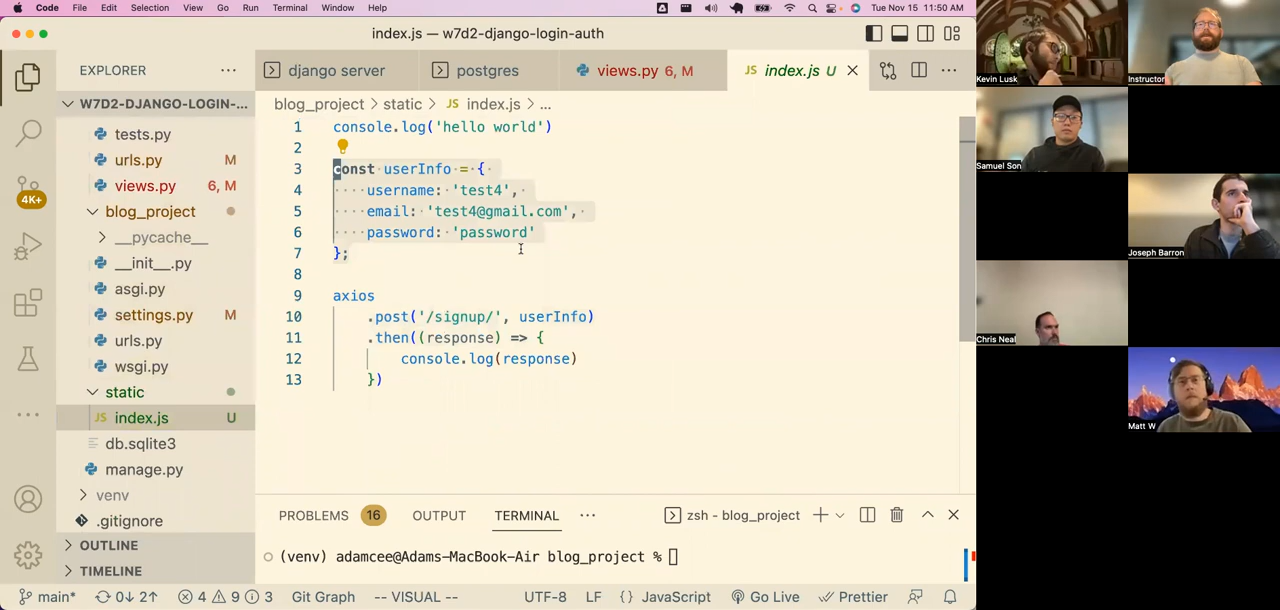 Code File Edit Selection View Go Run Terminal Window Help Tue Nov 15 11:50 AM
index.js — w7d2-django-login-auth
EXPLORER
django server postgres views.py 6, M index.js U
W7D2-DJANGO-LOGIN-...
blog_project > static > JS index.js > ...
tests.py
urls.py M
views.py 6, M
blog_project
__pycache__
__init__.py
asgi.py
settings.py M
urls.py
wsgi.py
static
JS index.js U
db.sqlite3
manage.py
venv
.gitignore
OUTLINE
TIMELINE
4K+
1 console.log('hello world')
2
3 const userInfo = {
4 ····username: 'test4',·
5 ····email: 'test4@gmail.com',·
6 ····password: 'password'
7 };
8
9 axios
10 .post('/signup/', userInfo)
11 .then((response) => {
12 console.log(response)
13 })
PROBLEMS 16 OUTPUT TERMINAL ··· zsh - blog_project
(venv) adamcee@Adams-MacBook-Air blog_project %
main* 0↓ 2↑ 4 9 3 Git Graph -- VISUAL -- UTF-8 LF {} JavaScript Go Live Prettier
Kevin Lusk
Instructor
Samuel Son
Joseph Barron
Chris Neal
Matt W